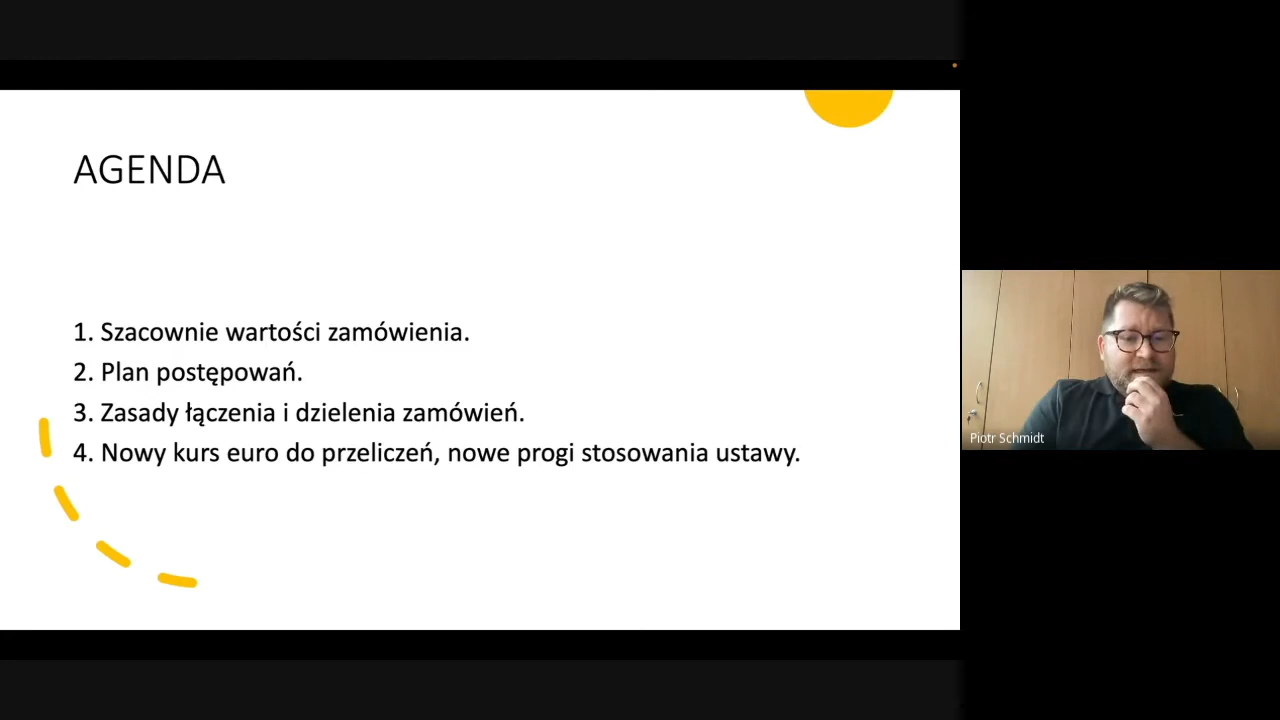 AGENDA
1. Szacownie wartości zamówienia.
2. Plan postępowań.
3. Zasady łączenia i dzielenia zamówień.
4. Nowy kurs euro do przeliczeń, nowe progi stosowania ustawy.
Piotr Schmidt